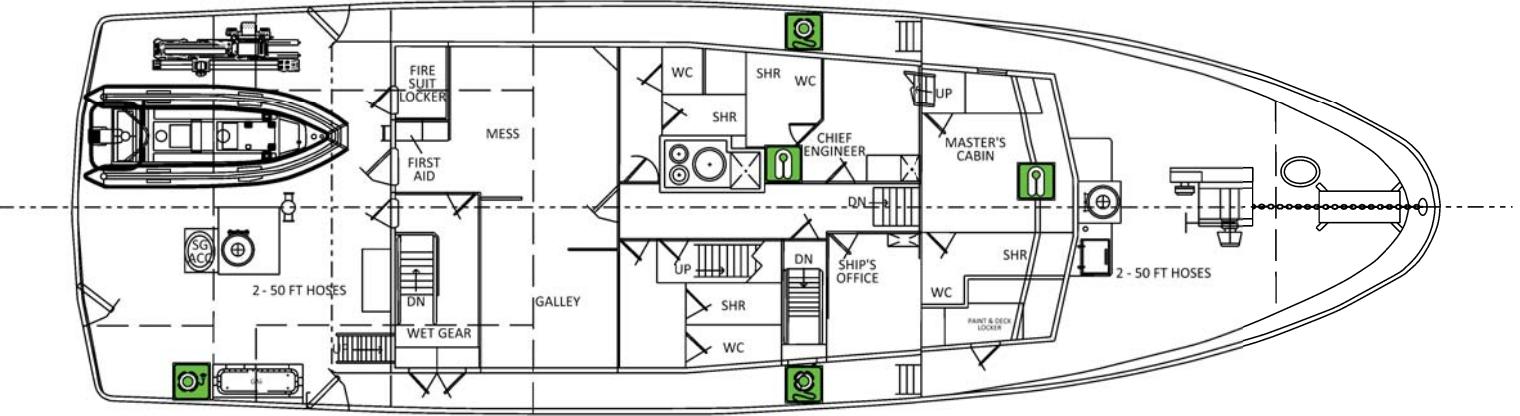 FIRE
SUIT
LOCKER
FIRST
AID
MESS
WC
SHR
SHR
WC
CHIEF
ENGINEER
UP
MASTER'S
CABIN
DN
SG
ACC
2 - 50 FT HOSES
DN
WET GEAR
GALLEY
UP
DN
SHIP'S
OFFICE
SHR
WC
SHR
WC
PAINT & DECK
LOCKER
2 - 50 FT HOSES